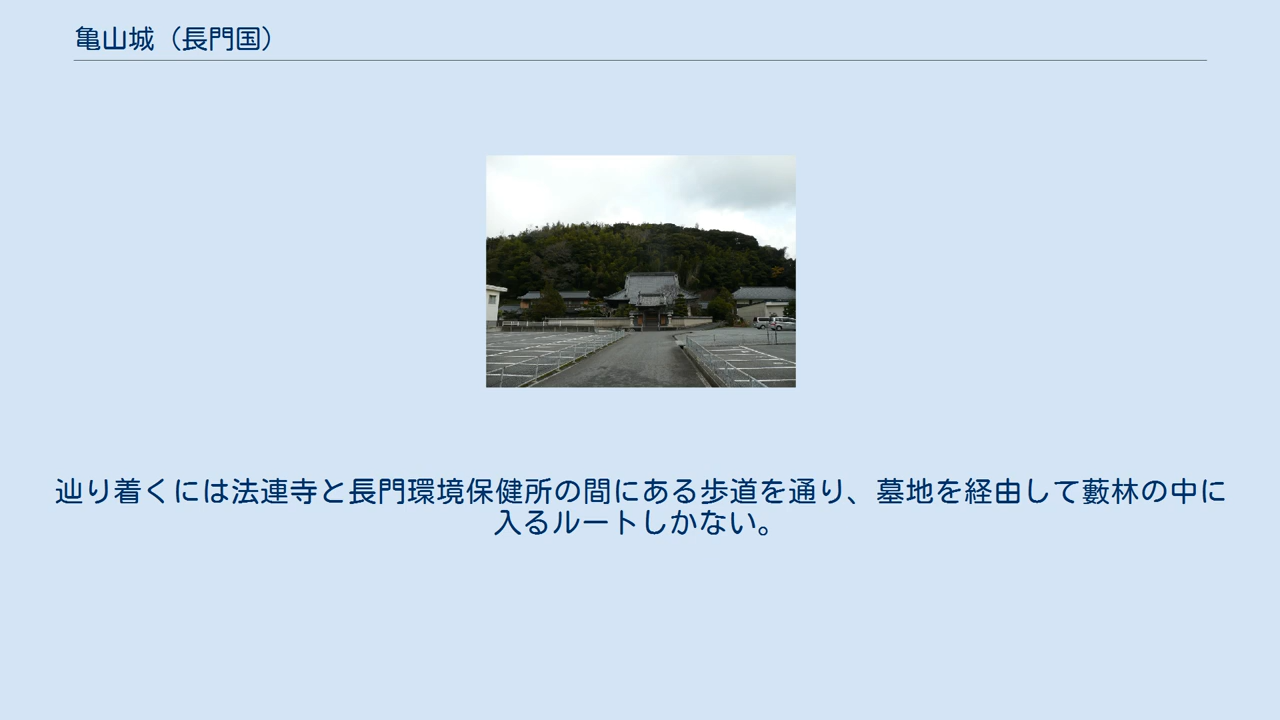 亀山城（長門国）
辿り着くには法連寺と長門環境保健所の間にある歩道を通り、墓地を経由して藪林の中に
入るルートしかない。